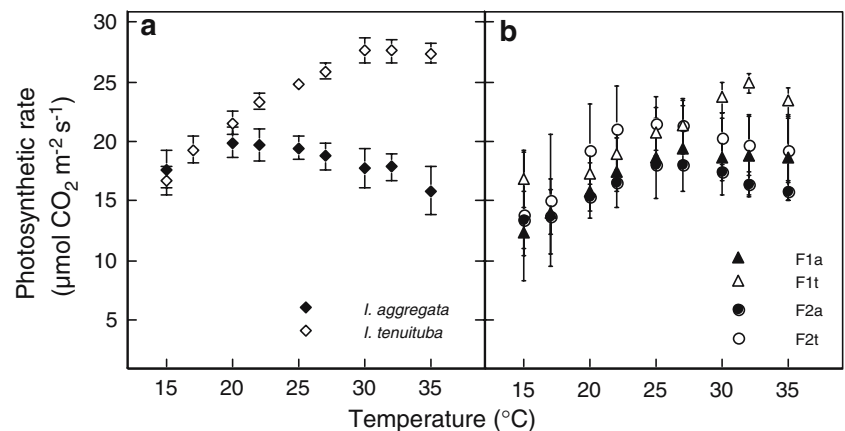 a
b
Photosynthetic rate
(µmol CO₂ m⁻² s⁻¹)
30
25
20
15
10
5
I. aggregata
I. tenuituba
F1a
F1t
F2a
F2t
15 20 25 30 35
15 20 25 30 35
Temperature (°C)